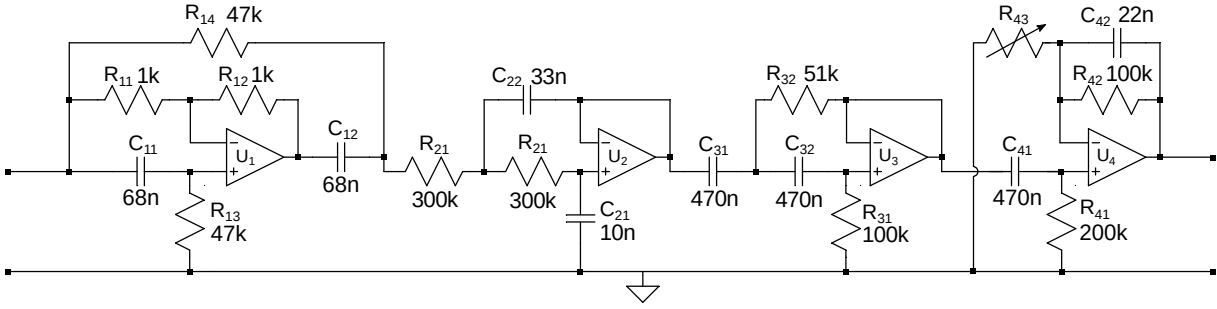 R14 47k
R43
C42 22n
R11 1k
R12 1k
C22 33n
R32 51k
R42 100k
C11
U1
C12
R21
R21
U2
C31
C32
U3
C41
U4
68n
68n
300k
300k
470n
470n
470n
R13
47k
C21
10n
R31
100k
R41
200k